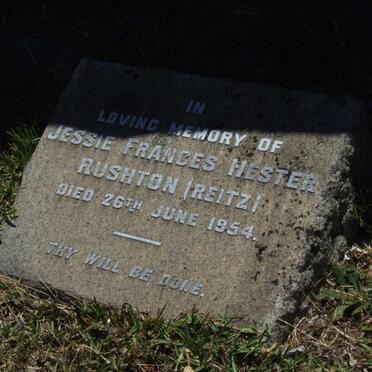 IN
LOVING MEMORY OF
JESSIE FRANCES HESTER
RUSHTON (REITZ)
DIED 26TH JUNE 1954.
THY WILL BE DONE.